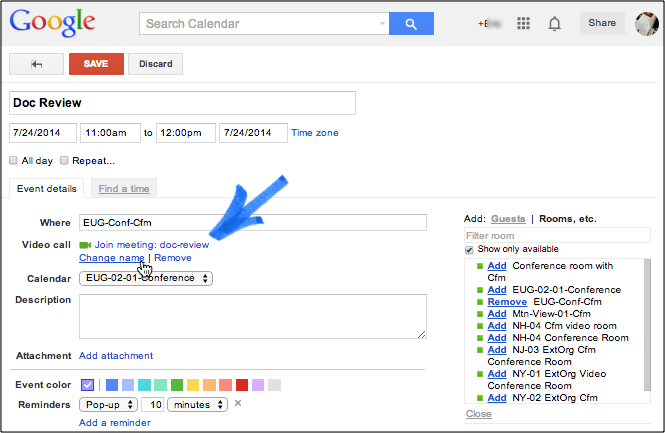 Google
Search Calendar
Share
SAVE
Discard
Doc Review
7/24/2014 11:00am to 12:00pm 7/24/2014 Time zone
All day Repeat...
Event details Find a time
Where EUG-Conf-Cfm
Video call Join meeting: doc-review
Change name | Remove
Calendar EUG-02-01-Conference
Description
Attachment Add attachment
Event color
Reminders Pop-up 10 minutes ×
Add a reminder
Add: Guests | Rooms, etc.
Filter room
Show only available
Add Conference room with
Cfm
Add EUG-02-01-Conference
Remove EUG-Conf-Cfm
Add Mtn-View-01-Cfm
Add NH-04 Cfm video room
Add NH-04 Conference Room
Add NJ-03 ExtOrg Cfm
Conference Room
Add NY-01 ExtOrg Video
Conference Room
Add NY-02 ExtOrg Cfm
Close